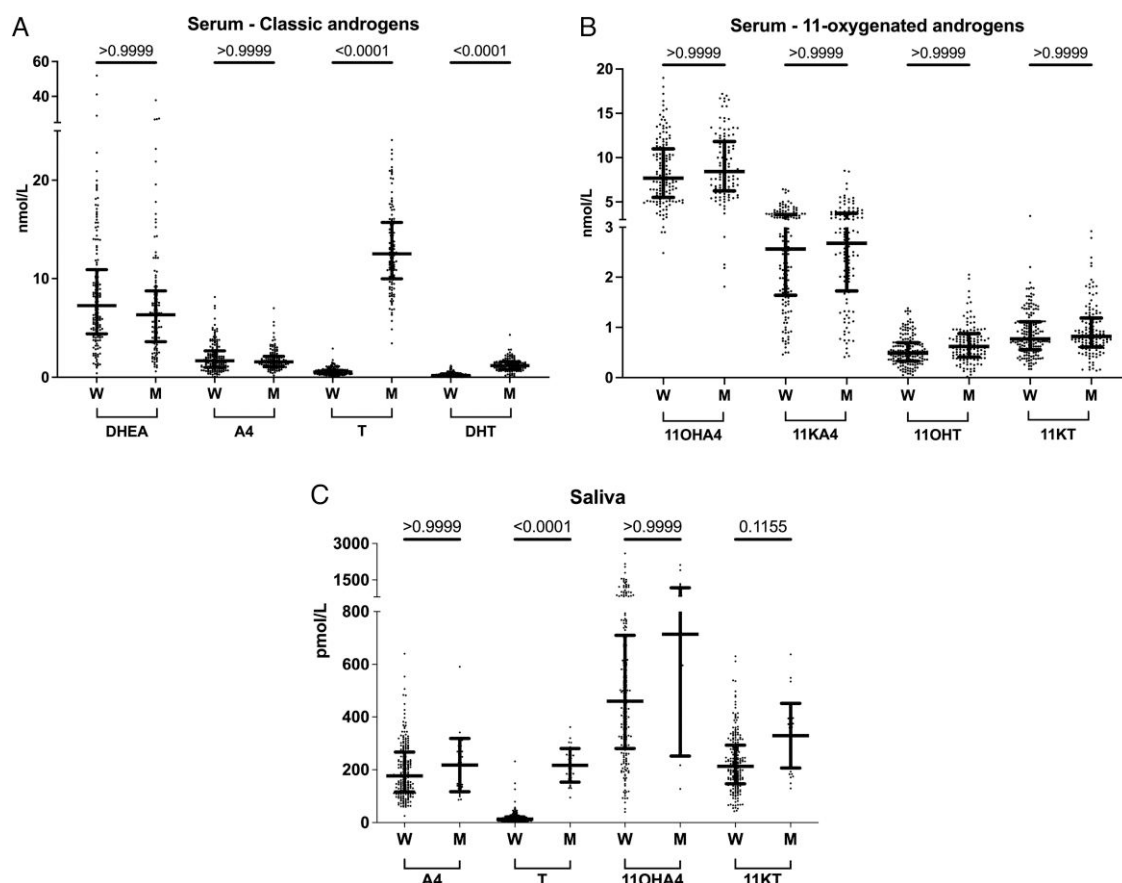 A
Serum - Classic androgens
>0.9999 >0.9999 <0.0001 <0.0001
60
40
20
10
0
nmol/L
W M W M W M W M
DHEA A4 T DHT
B
Serum - 11-oxygenated androgens
>0.9999 >0.9999 >0.9999 >0.9999
20
15
10
5
3
2
1
0
nmol/L
W M W M W M W M
11OHA4 11KA4 11OHT 11KT
C
Saliva
>0.9999 <0.0001 >0.9999 0.1155
3000
1500
800
600
400
200
0
pmol/L
W M W M W M W M
A4 T 11OHA4 11KT